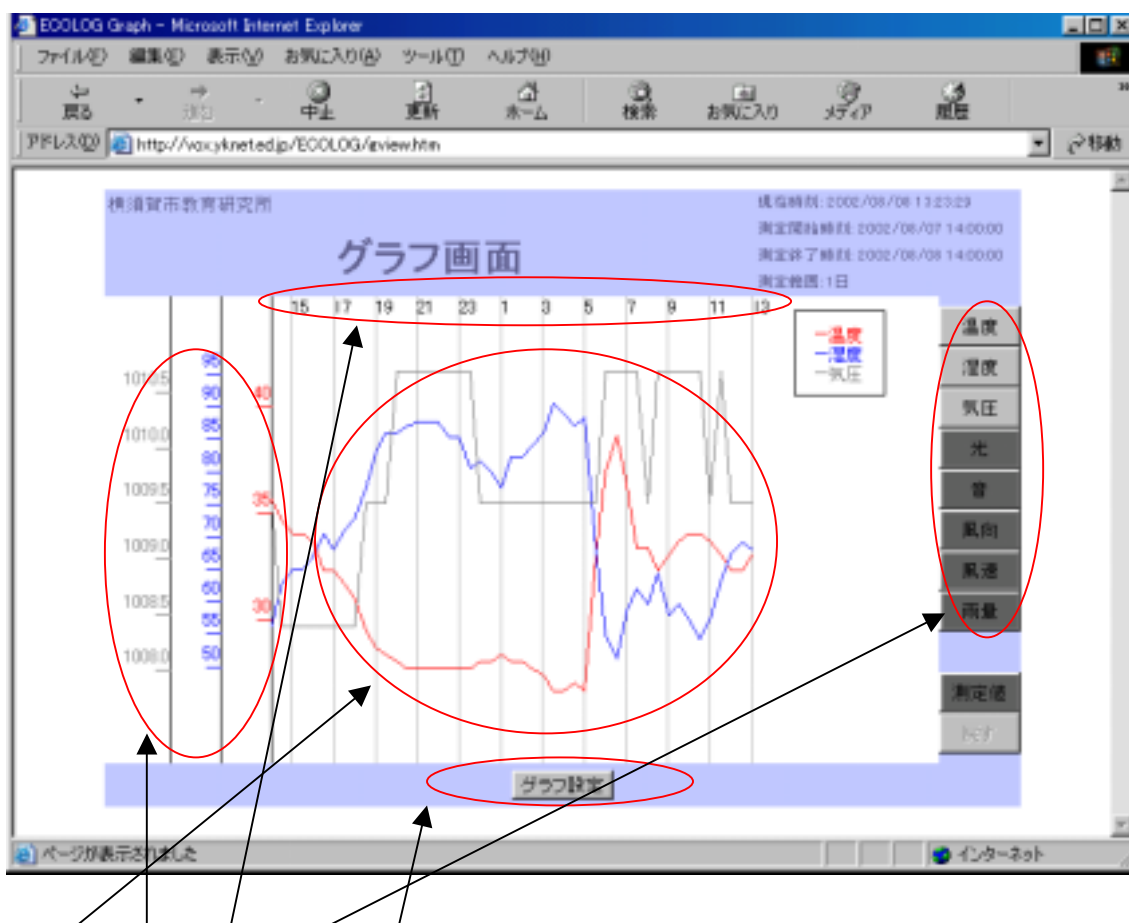 ECOLOG Graph - Microsoft Internet Explorer
ファイル(F) 編集(E) 表示(V) お気に入り(A) ツール(T) ヘルプ(H)
戻る 進む 中止 更新 ホーム 検索 お気に入り メディア 履歴
アドレス(D) http://vox.yknet.ed.jp/ECOLOG/gview.htm 移動
横須賀市教育研究所
現在時刻:2002/08/08 13:23:29
測定開始時刻:2002/08/07 14:00:00
グラフ画面
測定終了時刻:2002/08/08 14:00:00
測定範囲:1日
15 17 19 21 23 1 3 5 7 9 11 13
温度
湿度
気圧
1010.5
1010.0
1009.5
1009.0
1008.5
1008.0
95
90
85
80
75
70
65
60
55
50
40
35
30
温度
湿度
気圧
光
音
風向
風速
雨量
測定値
グラフ設定
ページが表示されました インターネット